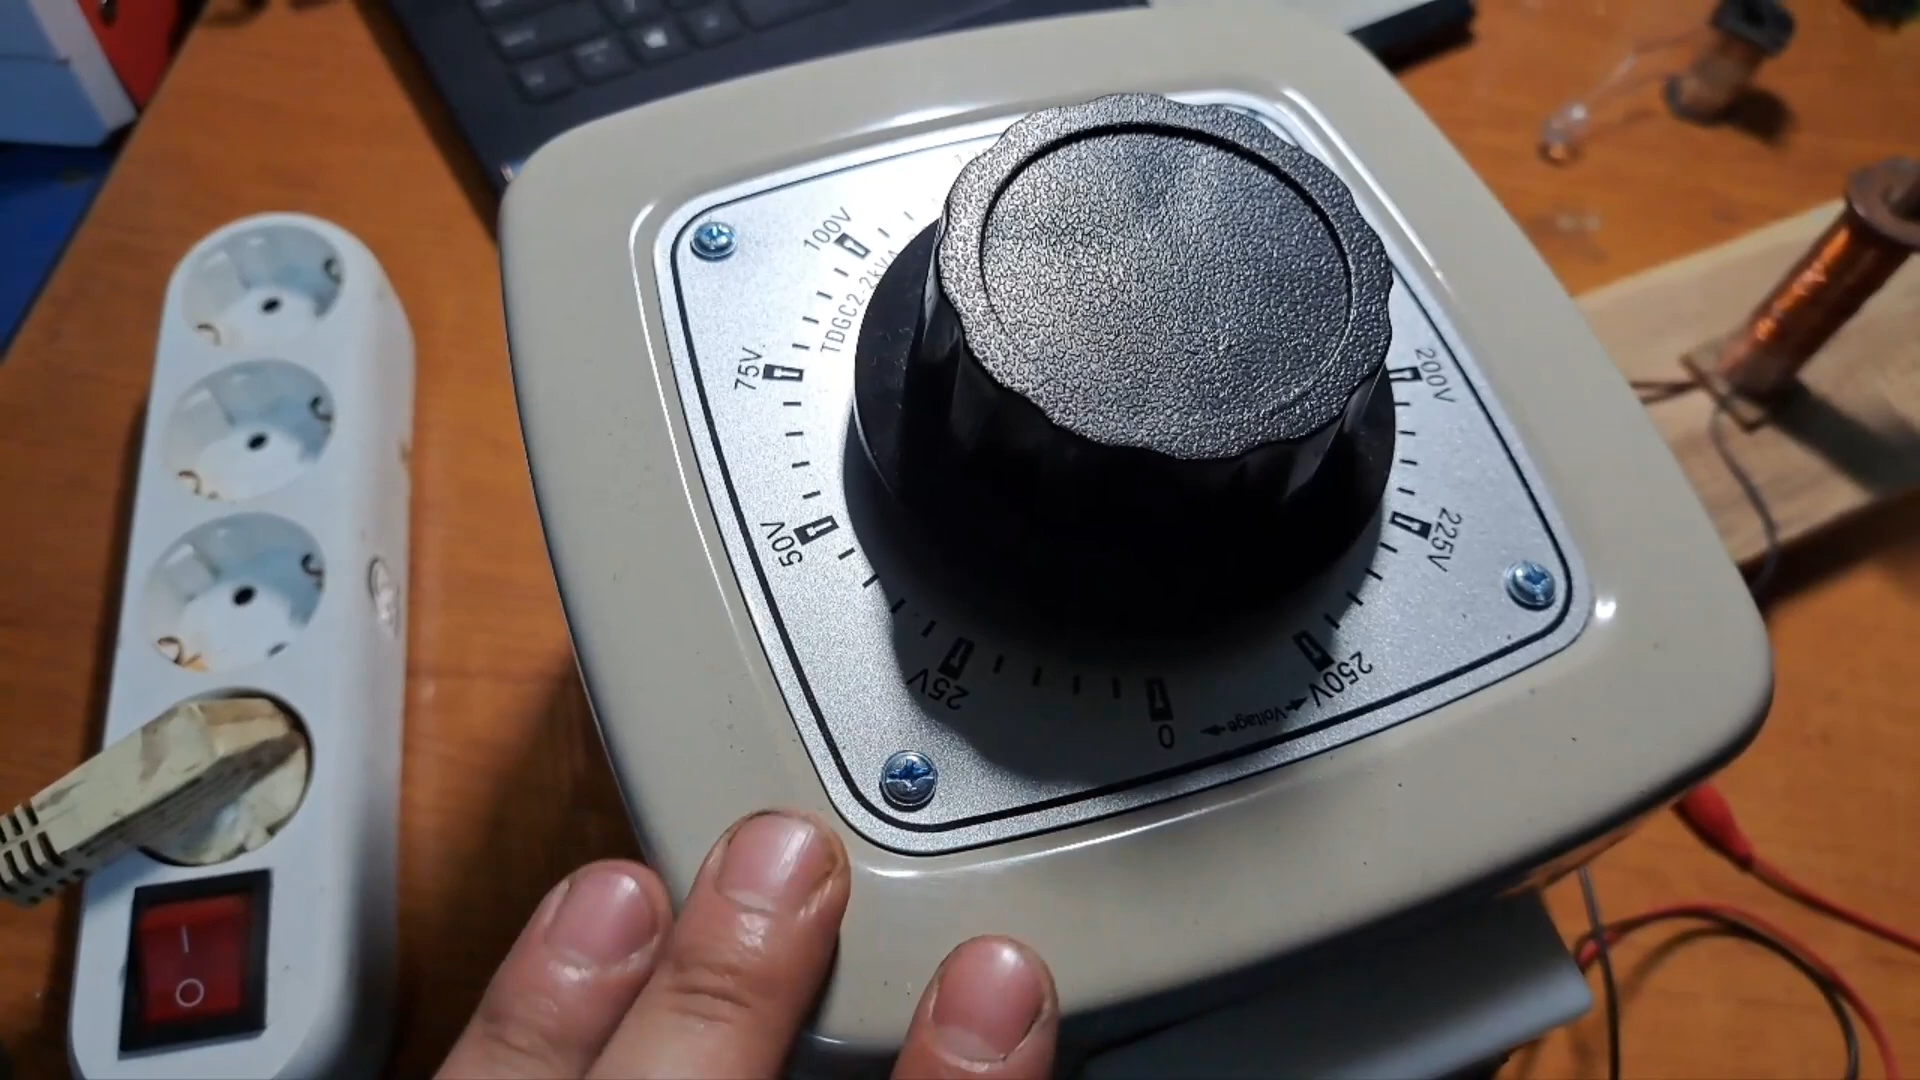 100V
TDGC2-2kVA
75V
50V
25V
0
Voltage
250V
225V
200V
I
O